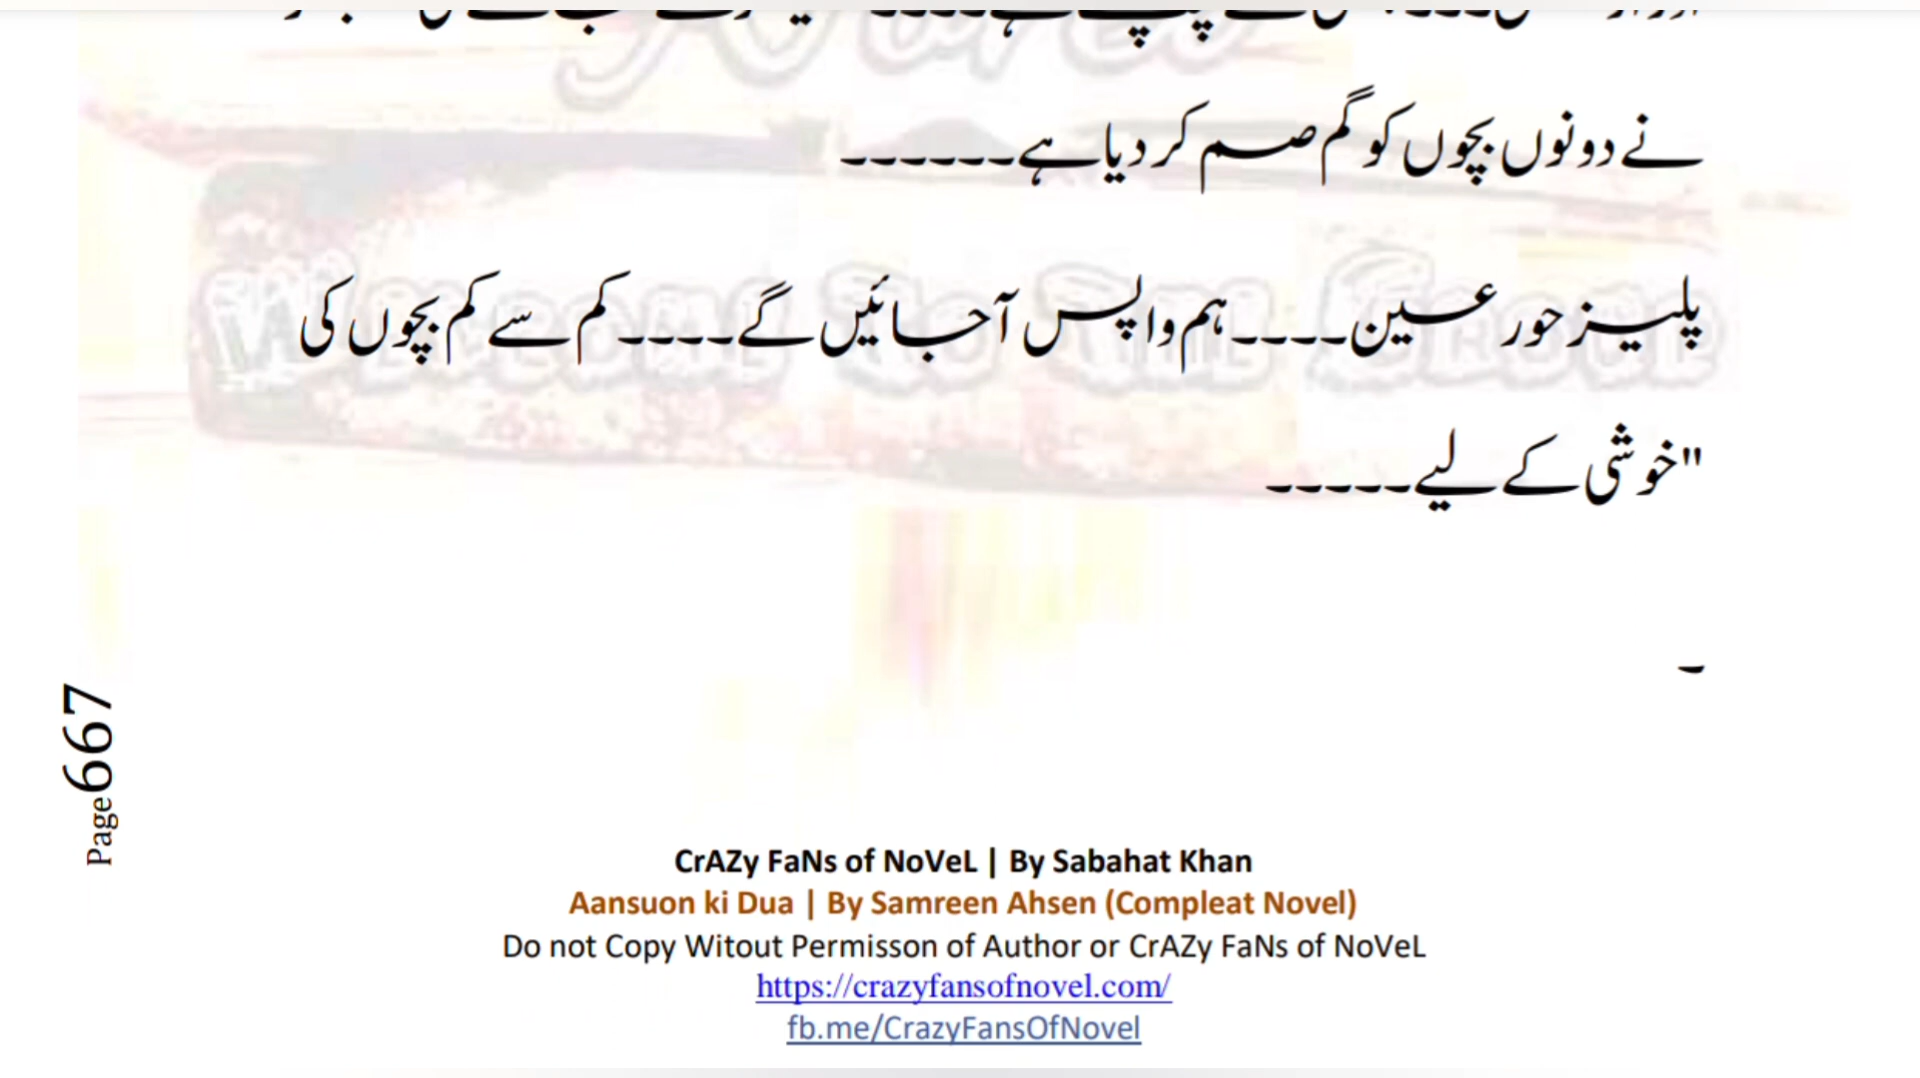 نے دونوں بچوں کو گم صم کر دیا ہے۔۔۔۔۔۔
پلیز حور عین۔۔۔۔ہم واپس آجائیں گے۔۔۔۔کم سے کم بچوں کی
"خوشی کے لیے۔۔۔۔۔
۔
Page667
CrAZy FaNs of NoVeL | By Sabahat Khan
Aansuon ki Dua | By Samreen Ahsen (Compleat Novel)
Do not Copy Witout Permisson of Author or CrAZy FaNs of NoVeL
https://crazyfansofnovel.com/
fb.me/CrazyFansOfNovel